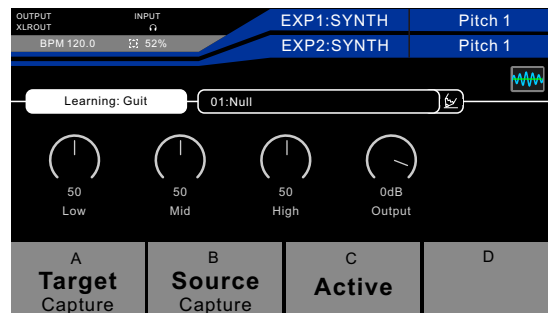 OUTPUT INPUT
XLROUT
EXP1:SYNTH Pitch 1
BPM 120.0 52%
EXP2:SYNTH Pitch 1
Learning: Guit 01:Null
50 50 50 0dB
Low Mid High Output
A B C D
Target Source Active
Capture Capture